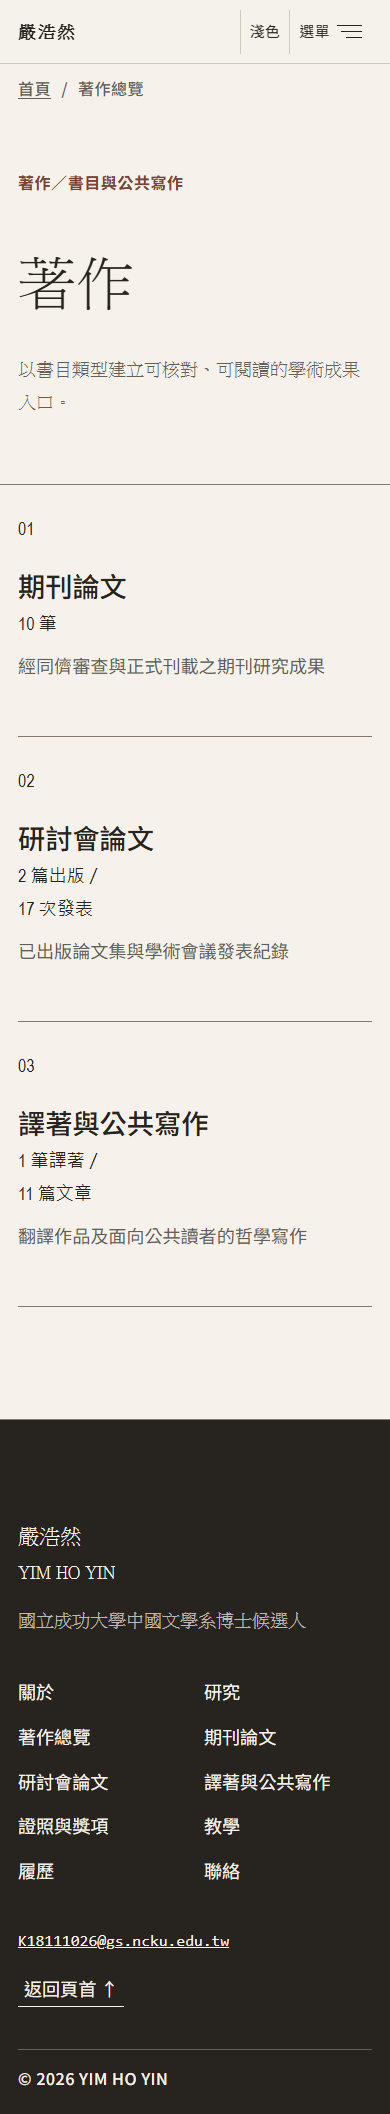 嚴浩然
淺色
選單
首頁 / 著作總覽
著作／書目與公共寫作
著作
以書目類型建立可核對、可閱讀的學術成果
入口。
01
期刊論文
10 筆
經同儕審查與正式刊載之期刊研究成果
02
研討會論文
2 篇出版 /
17 次發表
已出版論文集與學術會議發表紀錄
03
譯著與公共寫作
1 筆譯著 /
11 篇文章
翻譯作品及面向公共讀者的哲學寫作
嚴浩然
YIM HO YIN
國立成功大學中國文學系博士候選人
關於
研究
著作總覽
期刊論文
研討會論文
譯著與公共寫作
證照與獎項
教學
履歷
聯絡
K18111026@gs.ncku.edu.tw
返回頁首 ↑
© 2026 YIM HO YIN